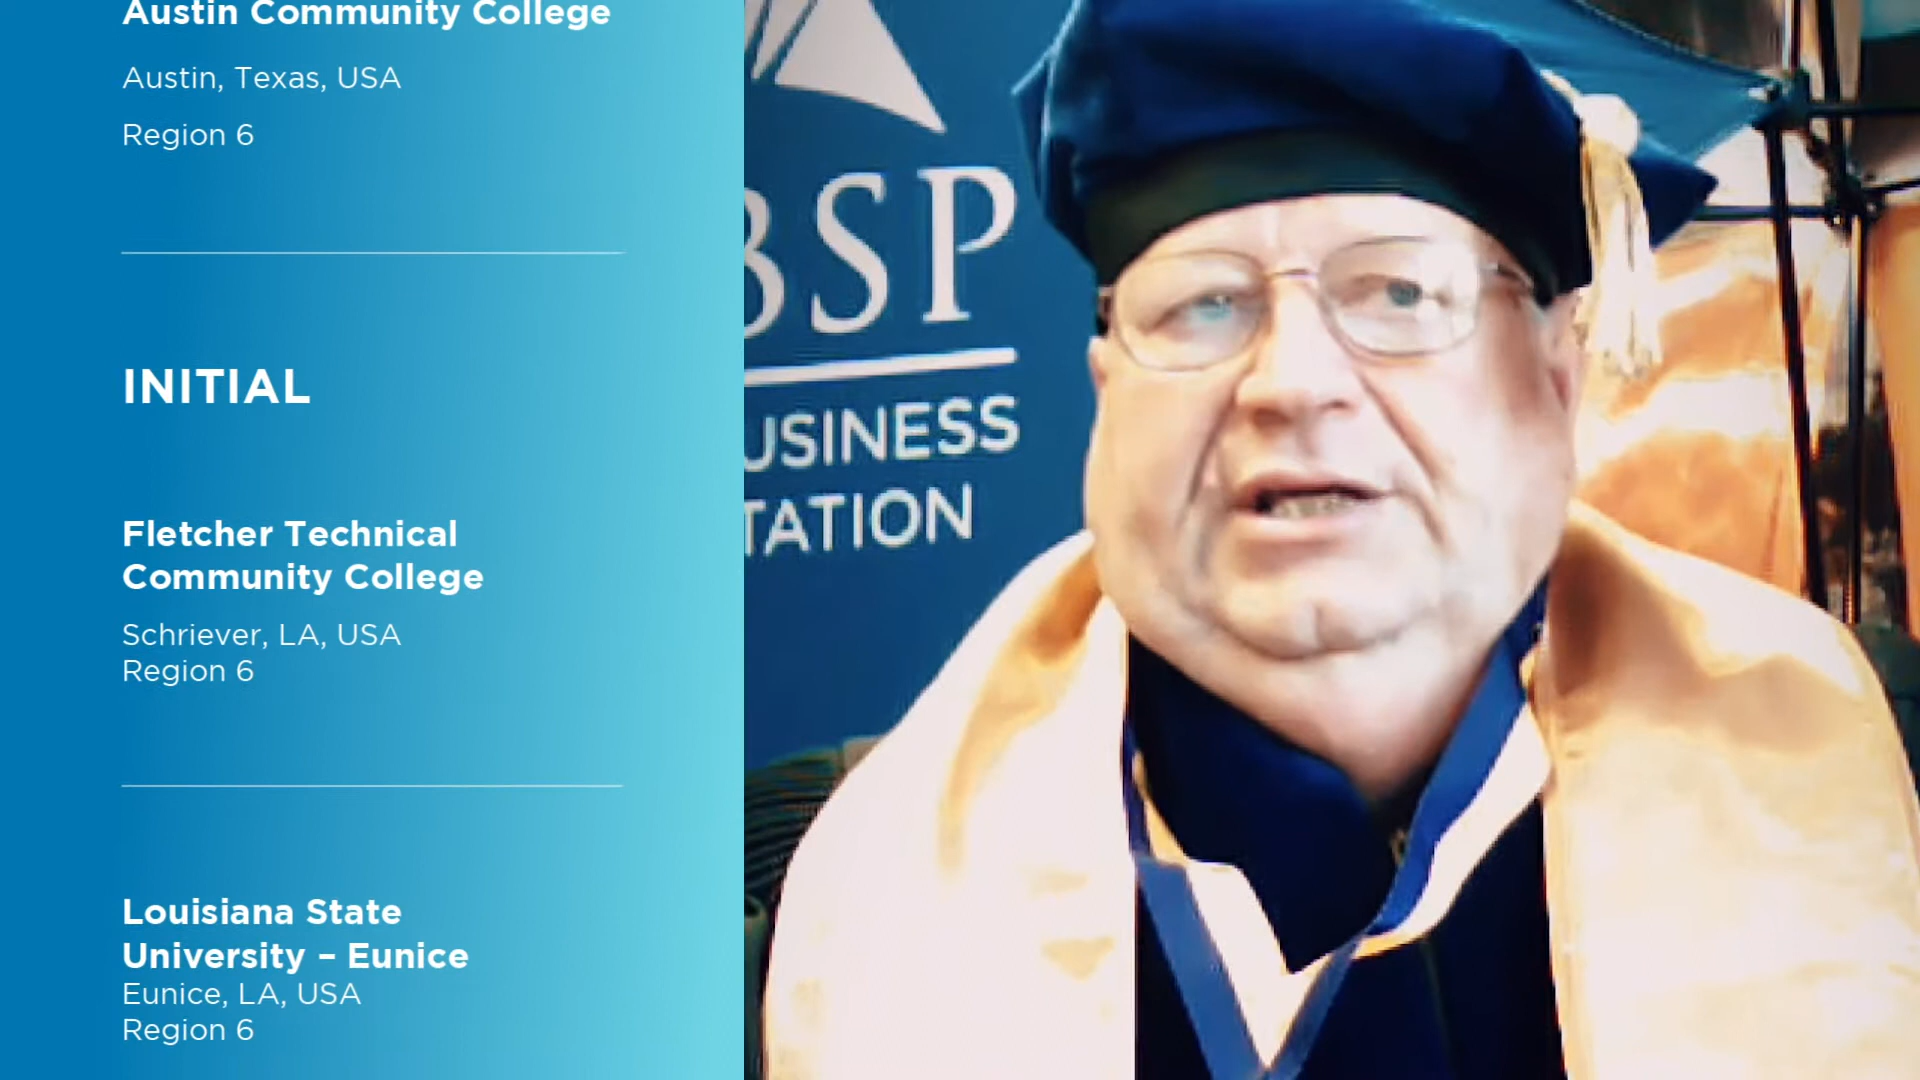 Austin Community College
Austin, Texas, USA
Region 6
INITIAL
Fletcher Technical
Community College
Schriever, LA, USA
Region 6
Louisiana State
University – Eunice
Eunice, LA, USA
Region 6
BSP
USINESS
TATION